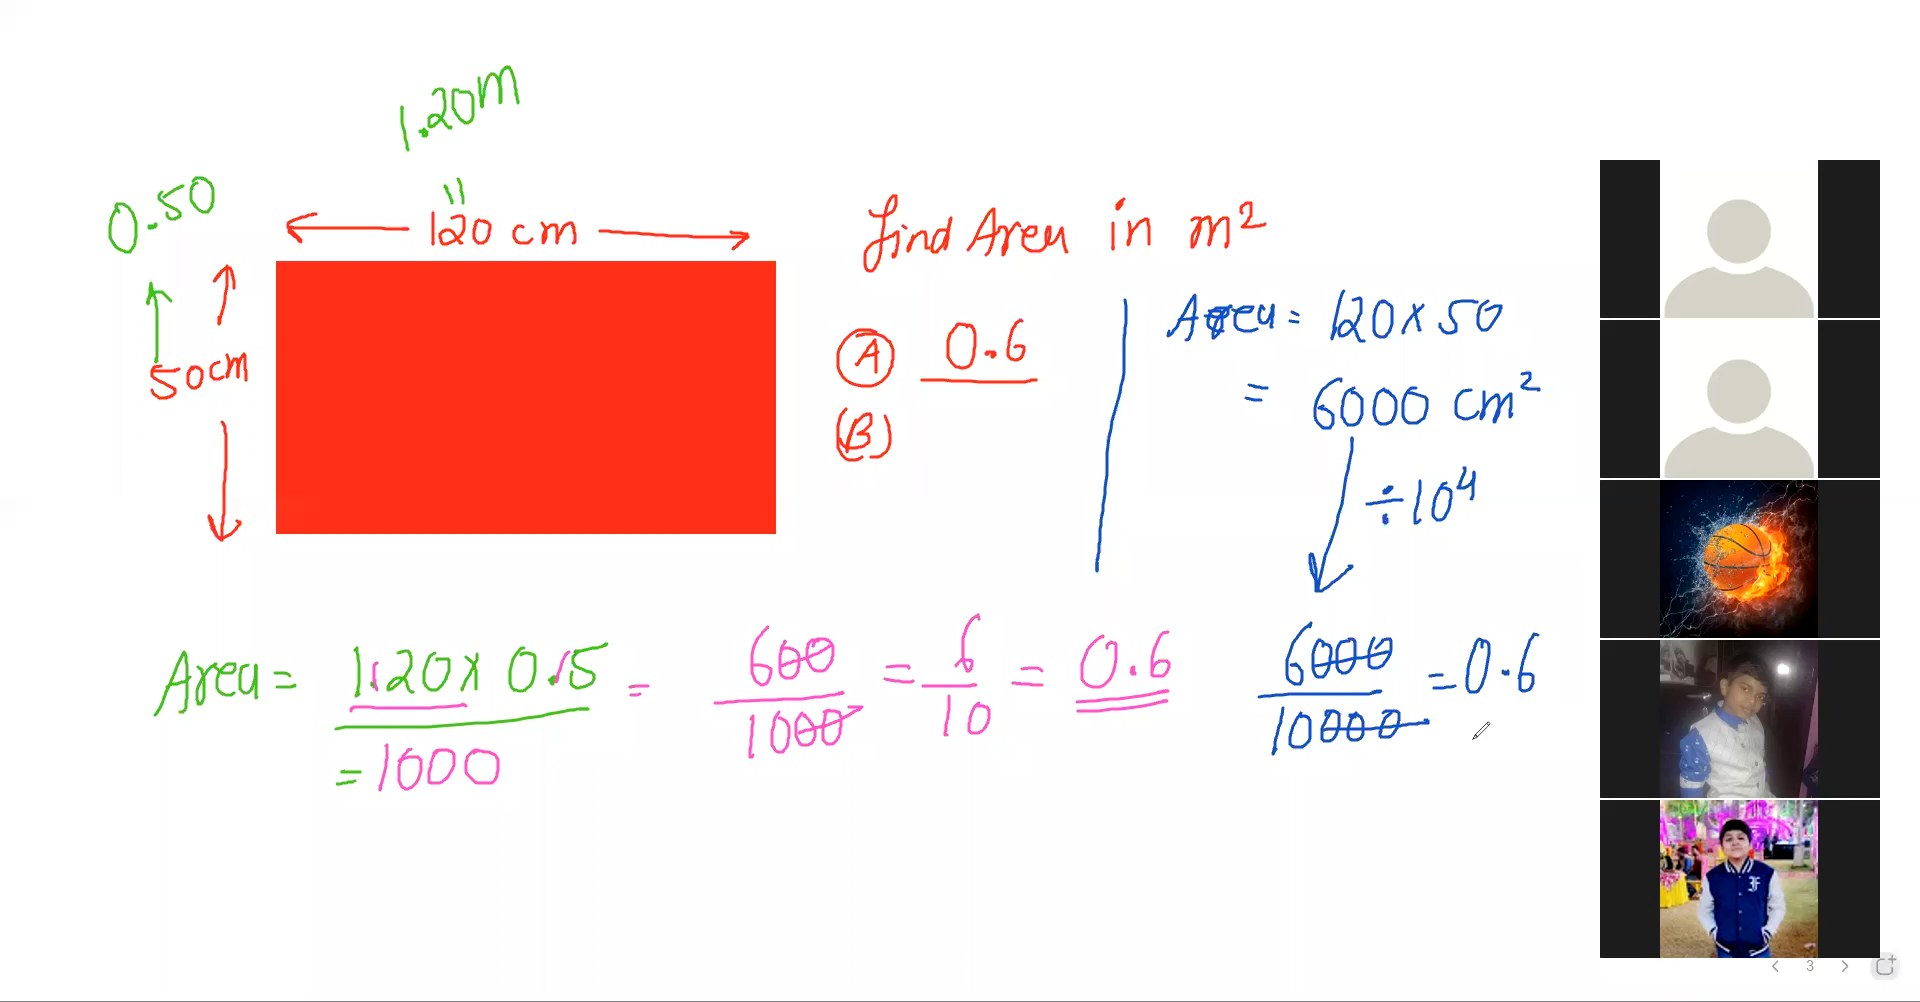 1.20m
0.50
120 cm
find Area in m²
50cm
(A) 0.6
(B)
Area = 120 x 50
= 6000 cm²
÷10⁴
Area = 1.20 x 0.5 / = 1000 = 600/1000 = 6/10 = 0.6
6000/10000 = 0.6
F
3